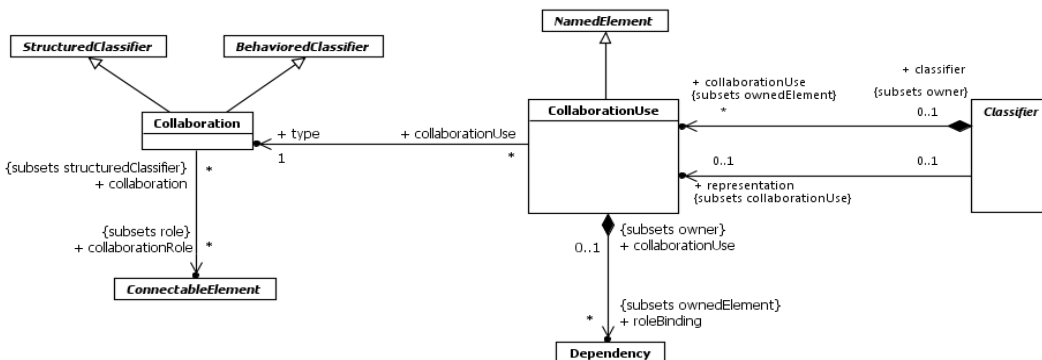 NamedElement
StructuredClassifier
BehavioredClassifier
+ classifier
{subsets owner}
+ collaborationUse
{subsets ownedElement}
*
0..1
Collaboration
CollaborationUse
Classifier
+ type
+ collaborationUse
1
*
{subsets structuredClassifier}
+ collaboration
*
0..1
0..1
+ representation
{subsets collaborationUse}
{subsets role}
+ collaborationRole
*
{subsets owner}
+ collaborationUse
0..1
ConnectableElement
{subsets ownedElement}
+ roleBinding
*
Dependency